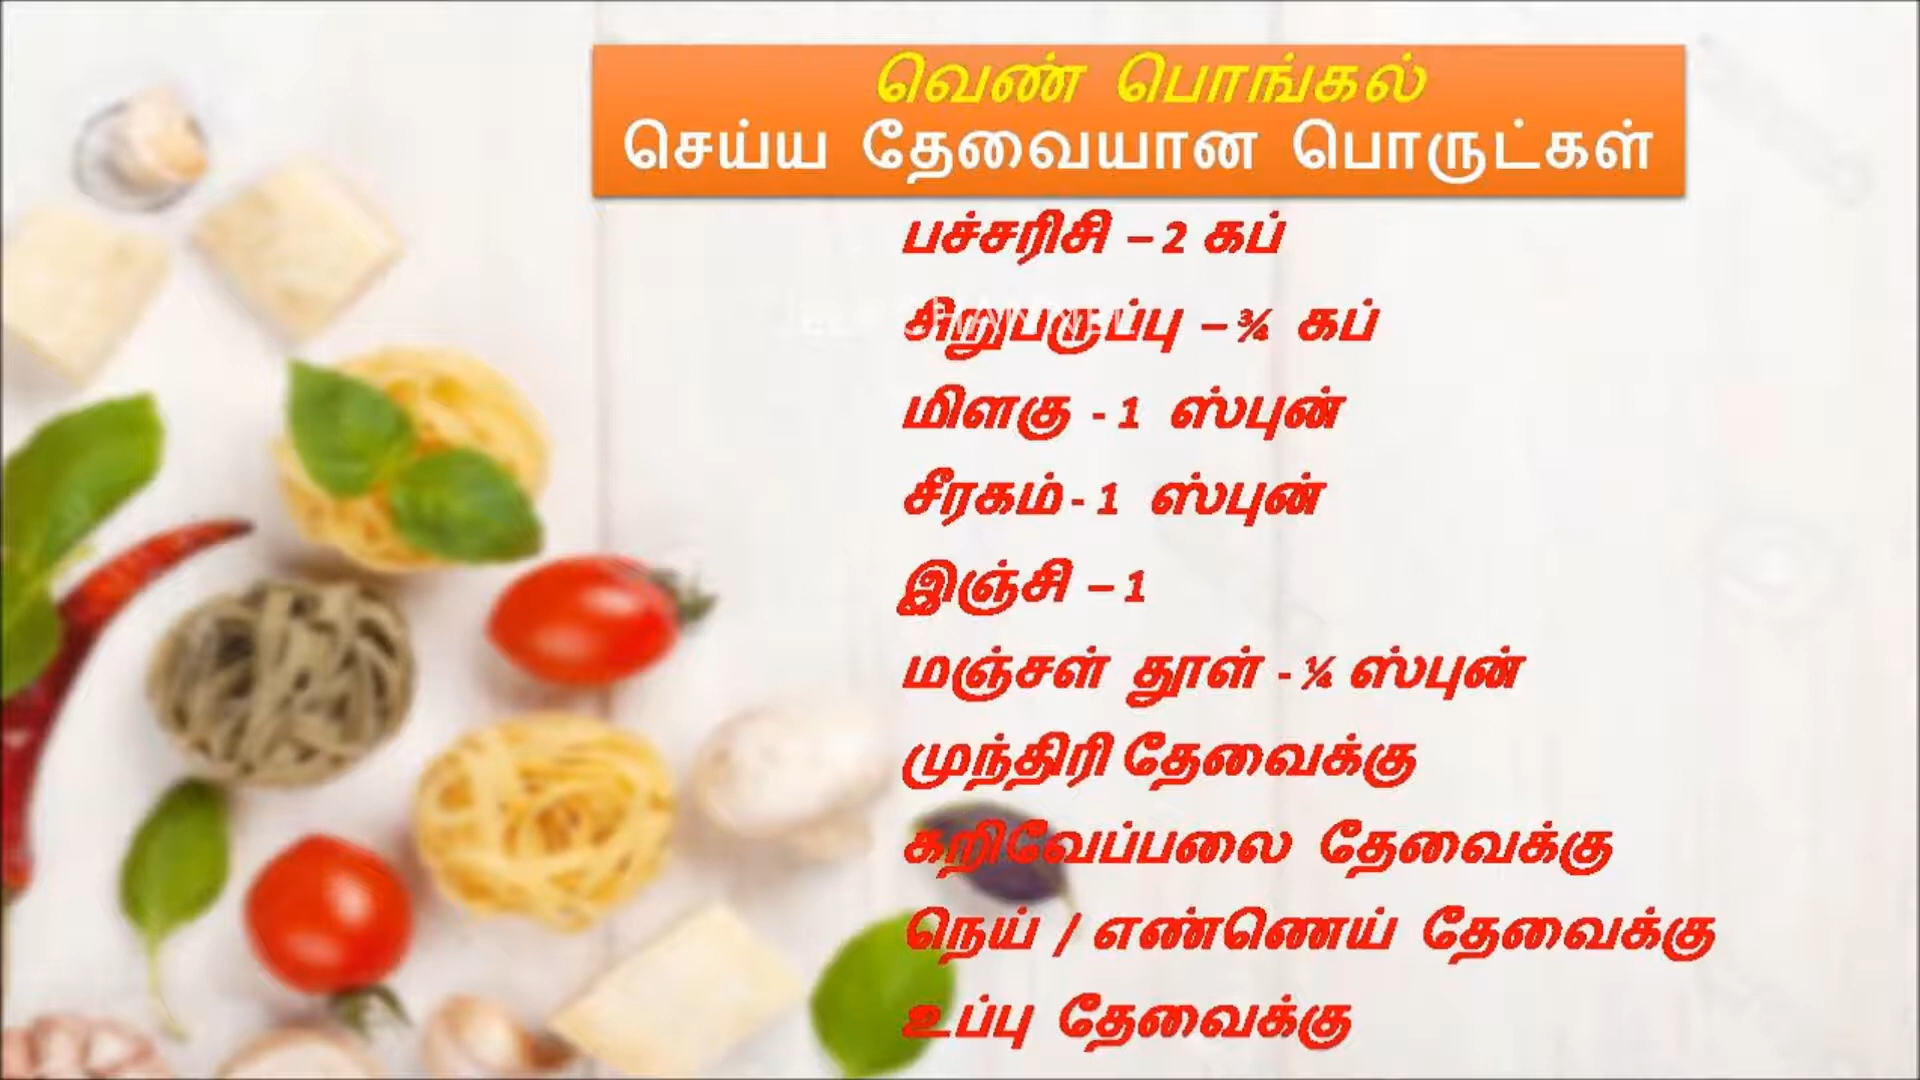 வெண் பொங்கல்
செய்ய தேவையான பொருட்கள்
பச்சரிசி – 2 கப்
சிறுபருப்பு – ¾ கப்
மிளகு - 1 ஸ்புன்
சீரகம் - 1 ஸ்புன்
இஞ்சி – 1
மஞ்சள் தூள் - ¼ ஸ்புன்
முந்திரி தேவைக்கு
கறிவேப்பலை தேவைக்கு
நெய் / எண்ணெய் தேவைக்கு
உப்பு தேவைக்கு